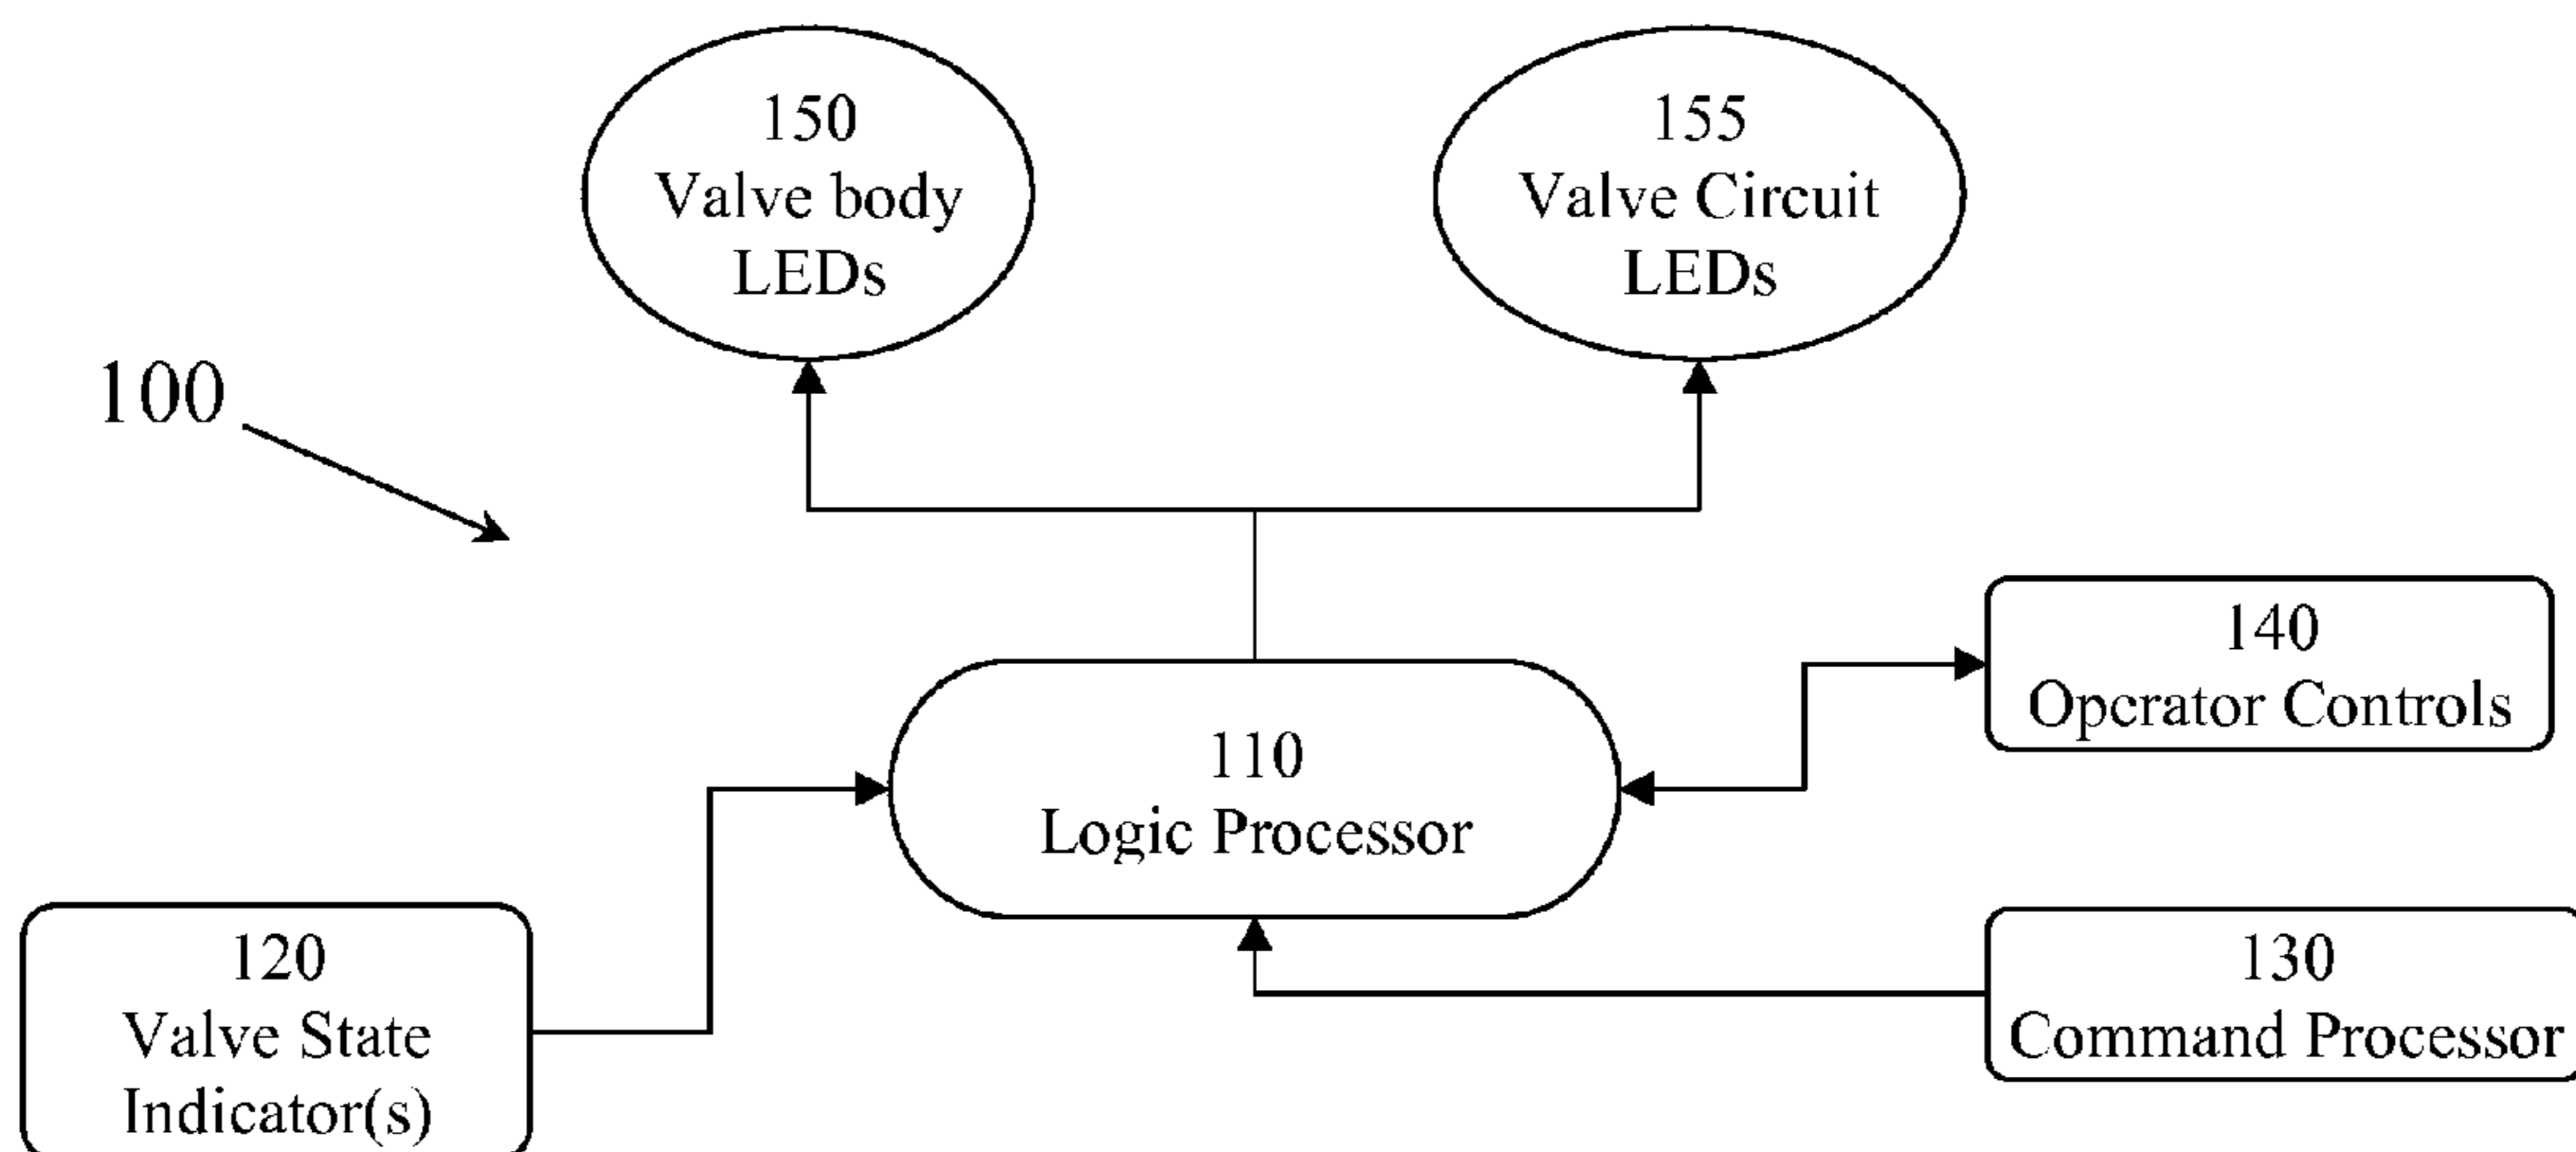 150
Valve body
LEDs
155
Valve Circuit
LEDs
100
140
Operator Controls
110
Logic Processor
120
Valve State
Indicator(s)
130
Command Processor